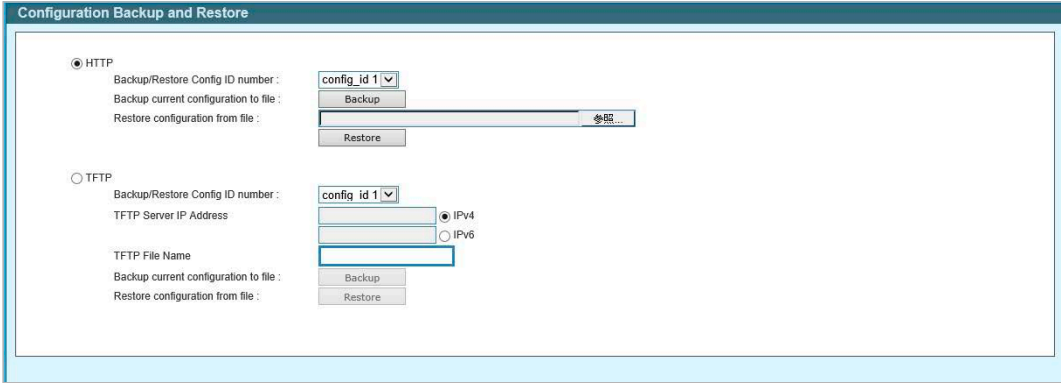 Configuration Backup and Restore
HTTP
Backup/Restore Config ID number :
config_id 1
Backup current configuration to file :
Backup
Restore configuration from file :
参照...
Restore
TFTP
Backup/Restore Config ID number :
config_id 1
TFTP Server IP Address
IPv4
IPv6
TFTP File Name
Backup current configuration to file :
Backup
Restore configuration from file :
Restore